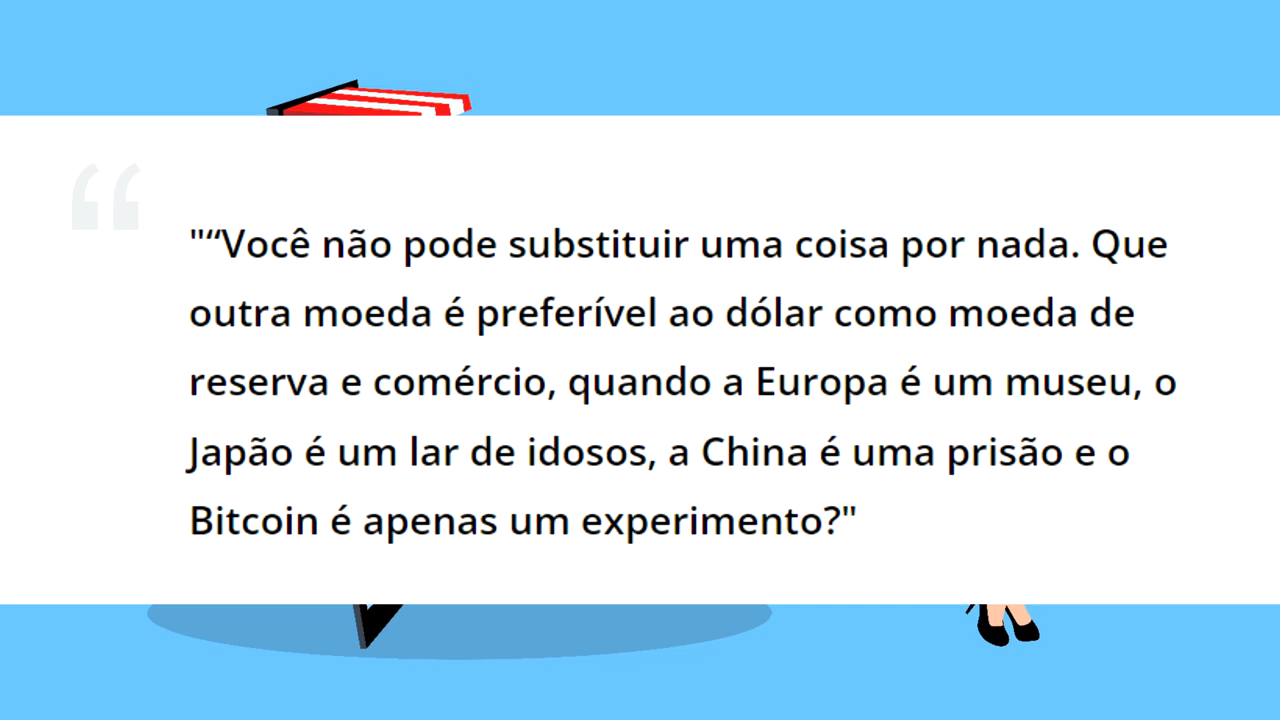 "“Você não pode substituir uma coisa por nada. Que
outra moeda é preferível ao dólar como moeda de
reserva e comércio, quando a Europa é um museu, o
Japão é um lar de idosos, a China é uma prisão e o
Bitcoin é apenas um experimento?"